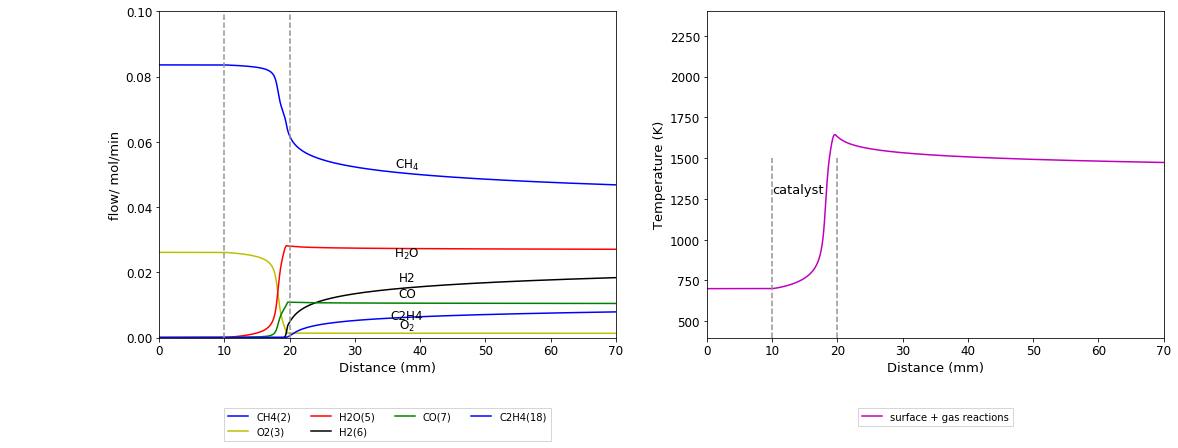 0.10
0.08
0.06
0.04
0.02
0.00
flow/ mol/min
CH4
H2O
H2
CO
C2H4
O2
0 10 20 30 40 50 60 70
Distance (mm)
CH4(2) H2O(5) CO(7) C2H4(18)
O2(3) H2(6)
2250
2000
1750
1500
1250
1000
750
500
Temperature (K)
catalyst
0 10 20 30 40 50 60 70
Distance (mm)
surface + gas reactions